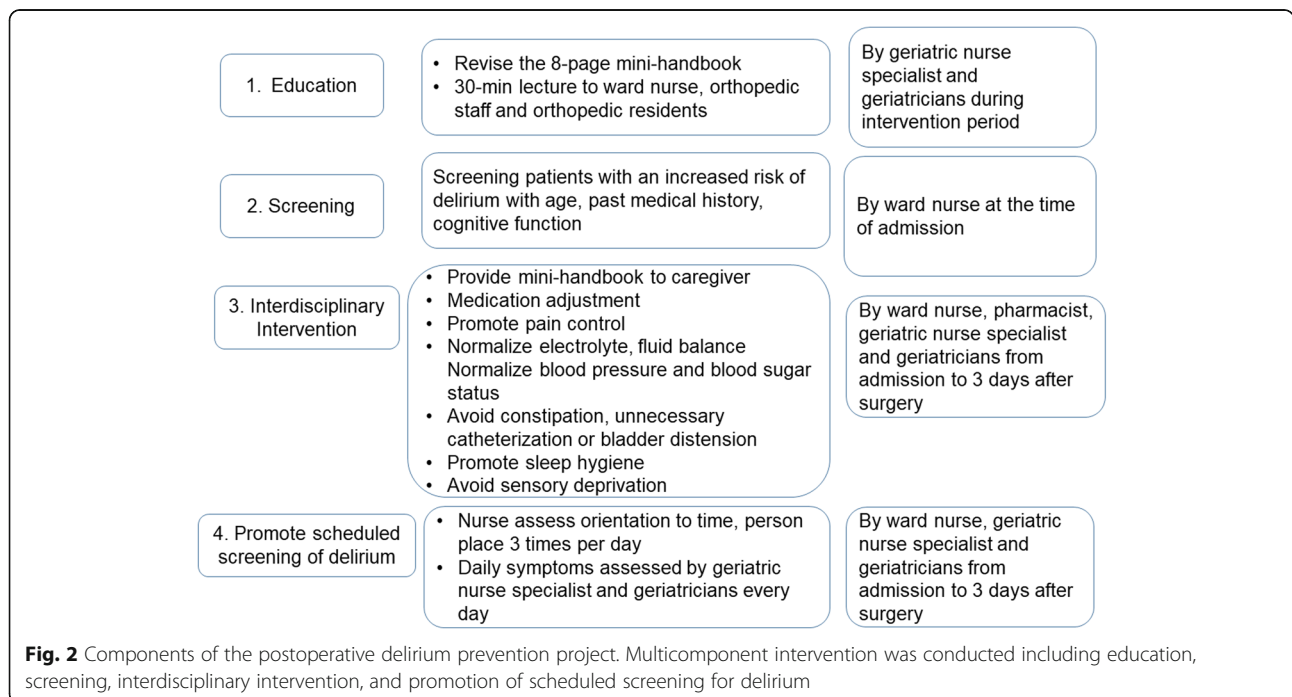 1. Education
• Revise the 8-page mini-handbook
• 30-min lecture to ward nurse, orthopedic
staff and orthopedic residents
By geriatric nurse
specialist and
geriatricians during
intervention period
2. Screening
Screening patients with an increased risk of
delirium with age, past medical history,
cognitive function
By ward nurse at the time
of admission
3. Interdisciplinary
Intervention
• Provide mini-handbook to caregiver
• Medication adjustment
• Promote pain control
• Normalize electrolyte, fluid balance
Normalize blood pressure and blood sugar
status
• Avoid constipation, unnecessary
catheterization or bladder distension
• Promote sleep hygiene
• Avoid sensory deprivation
By ward nurse, pharmacist,
geriatric nurse specialist
and geriatricians from
admission to 3 days after
surgery
4. Promote scheduled
screening of delirium
• Nurse assess orientation to time, person
place 3 times per day
• Daily symptoms assessed by geriatric
nurse specialist and geriatricians every
day
By ward nurse, geriatric
nurse specialist and
geriatricians from
admission to 3 days after
surgery
Fig. 2 Components of the postoperative delirium prevention project. Multicomponent intervention was conducted including education,
screening, interdisciplinary intervention, and promotion of scheduled screening for delirium